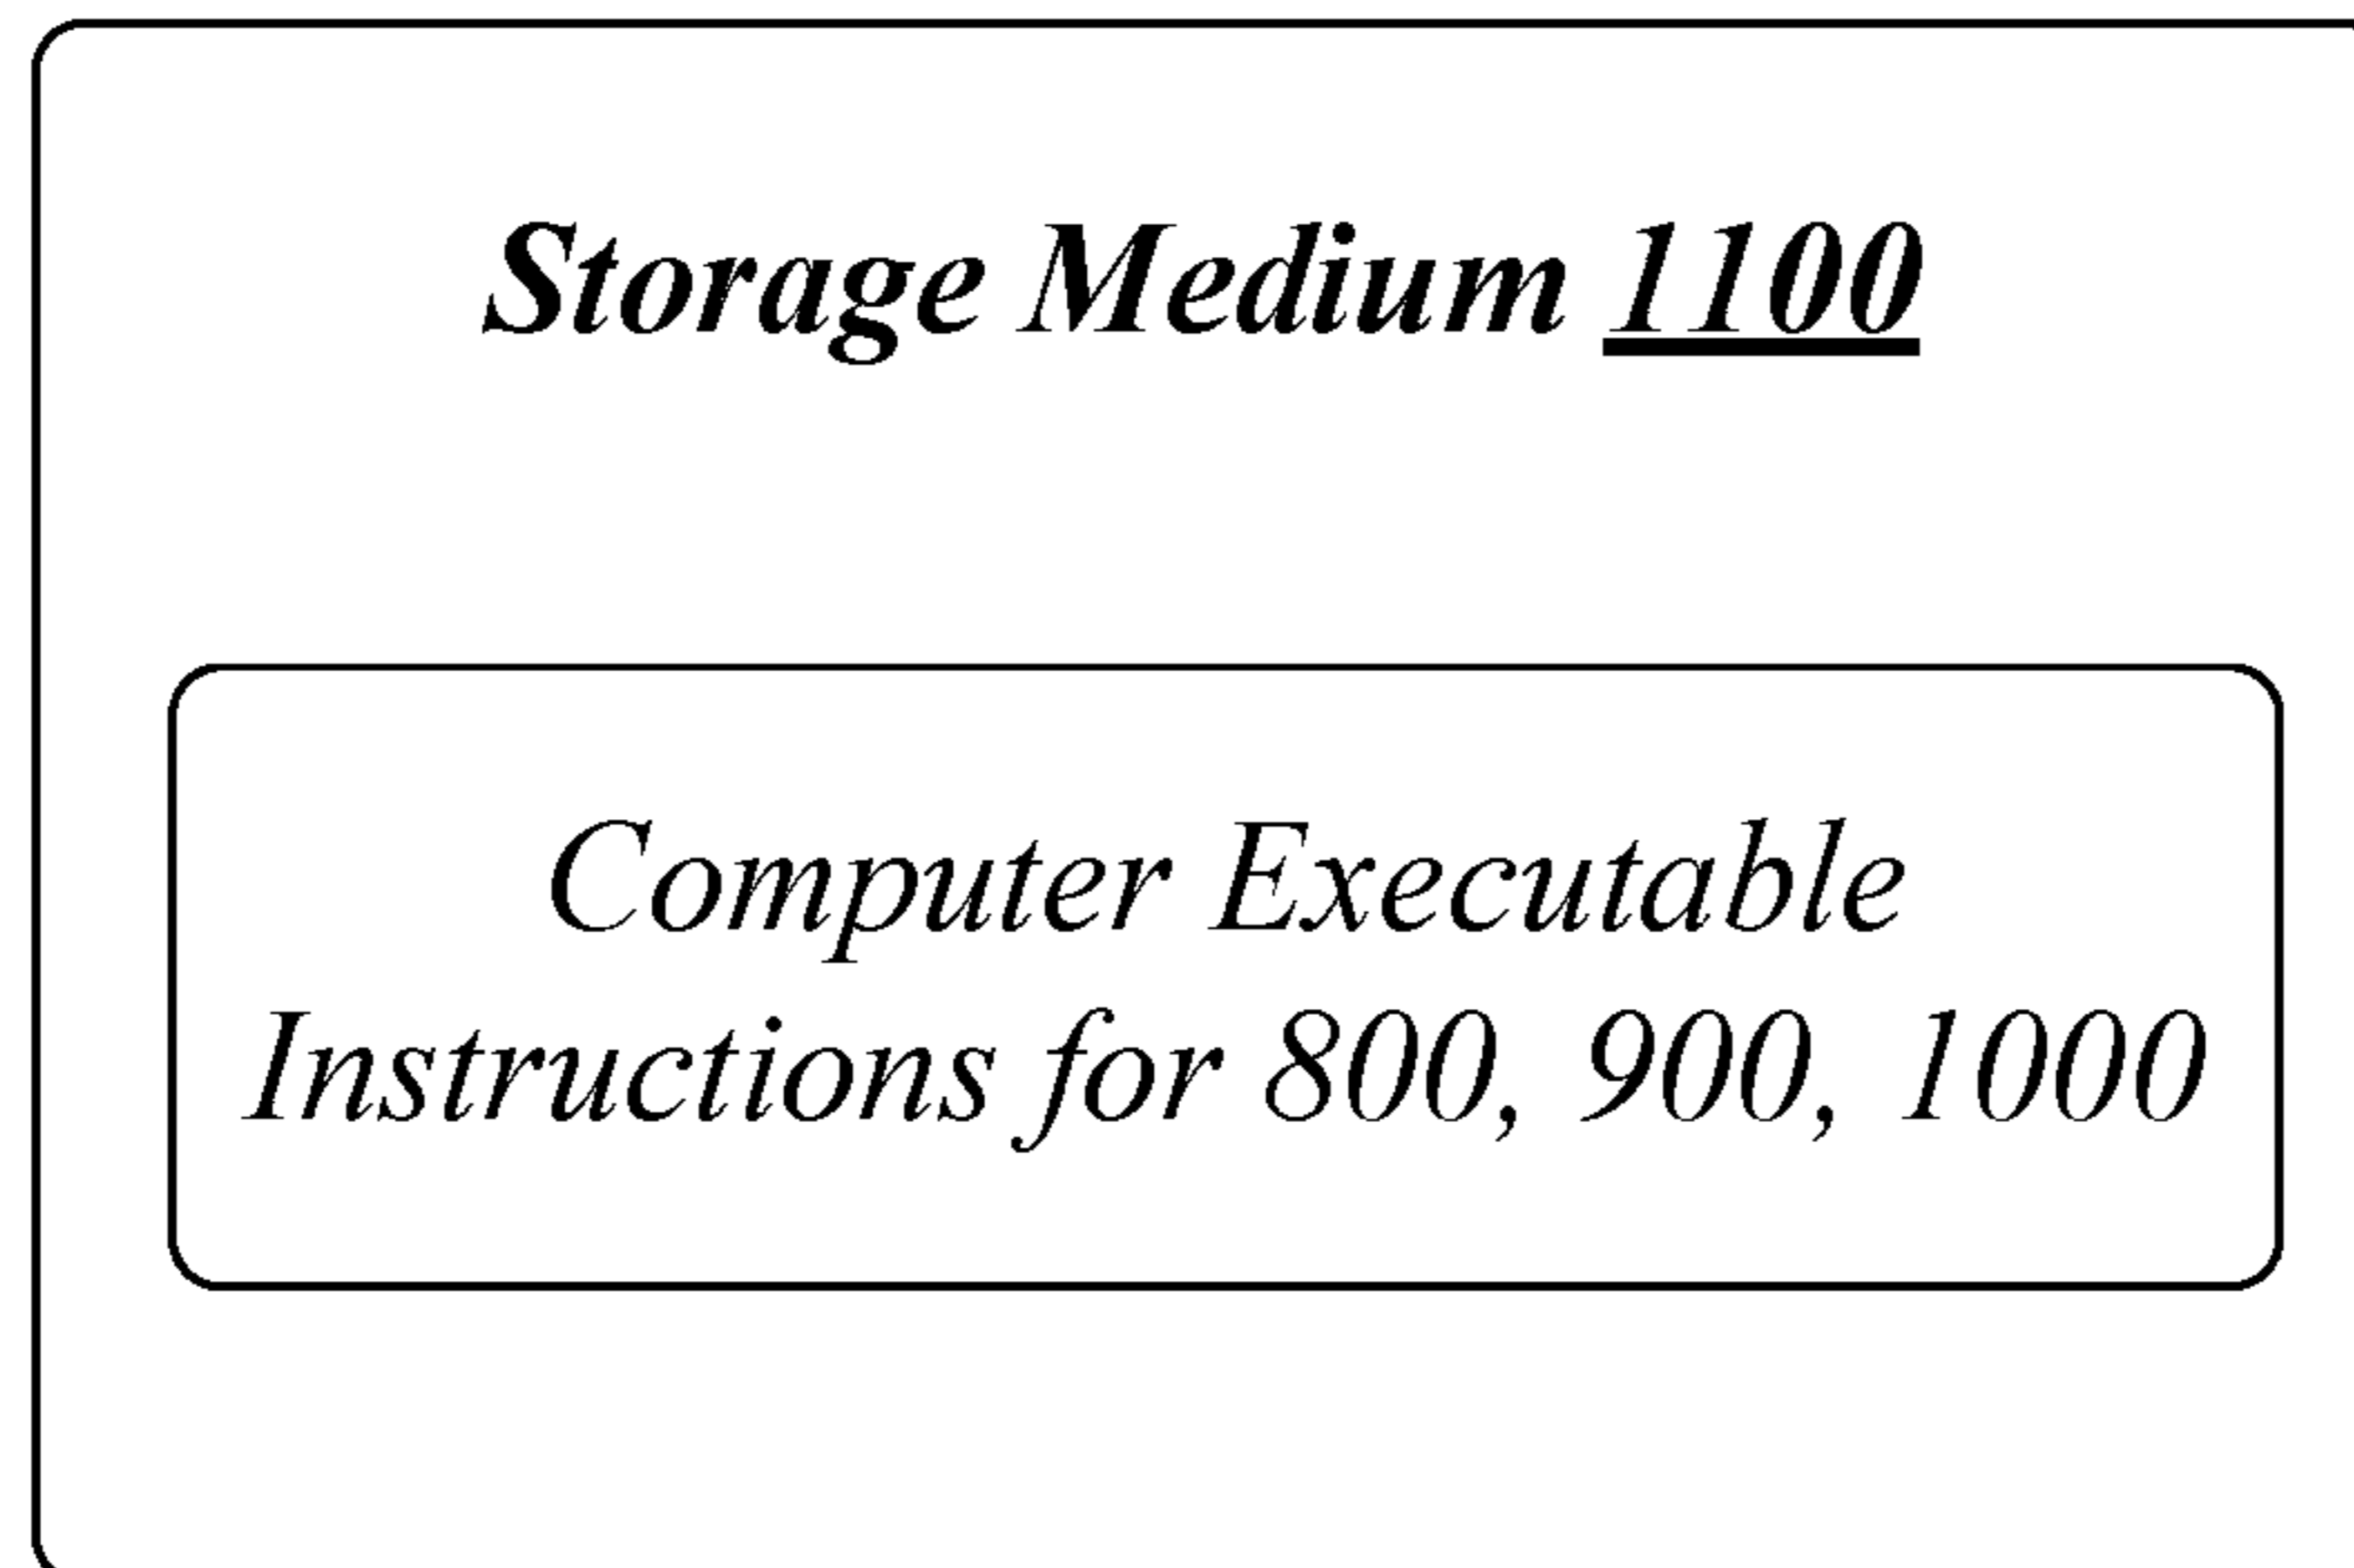 Storage Medium 1100
Computer Executable
Instructions for 800, 900, 1000